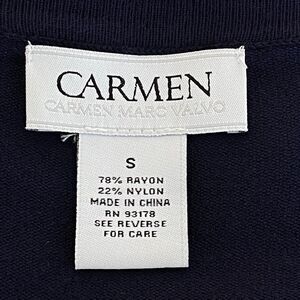 CARMEN
CARMEN MARC VALVO
S
78% RAYON
22% NYLON
MADE IN CHINA
RN 93178
SEE REVERSE
FOR CARE